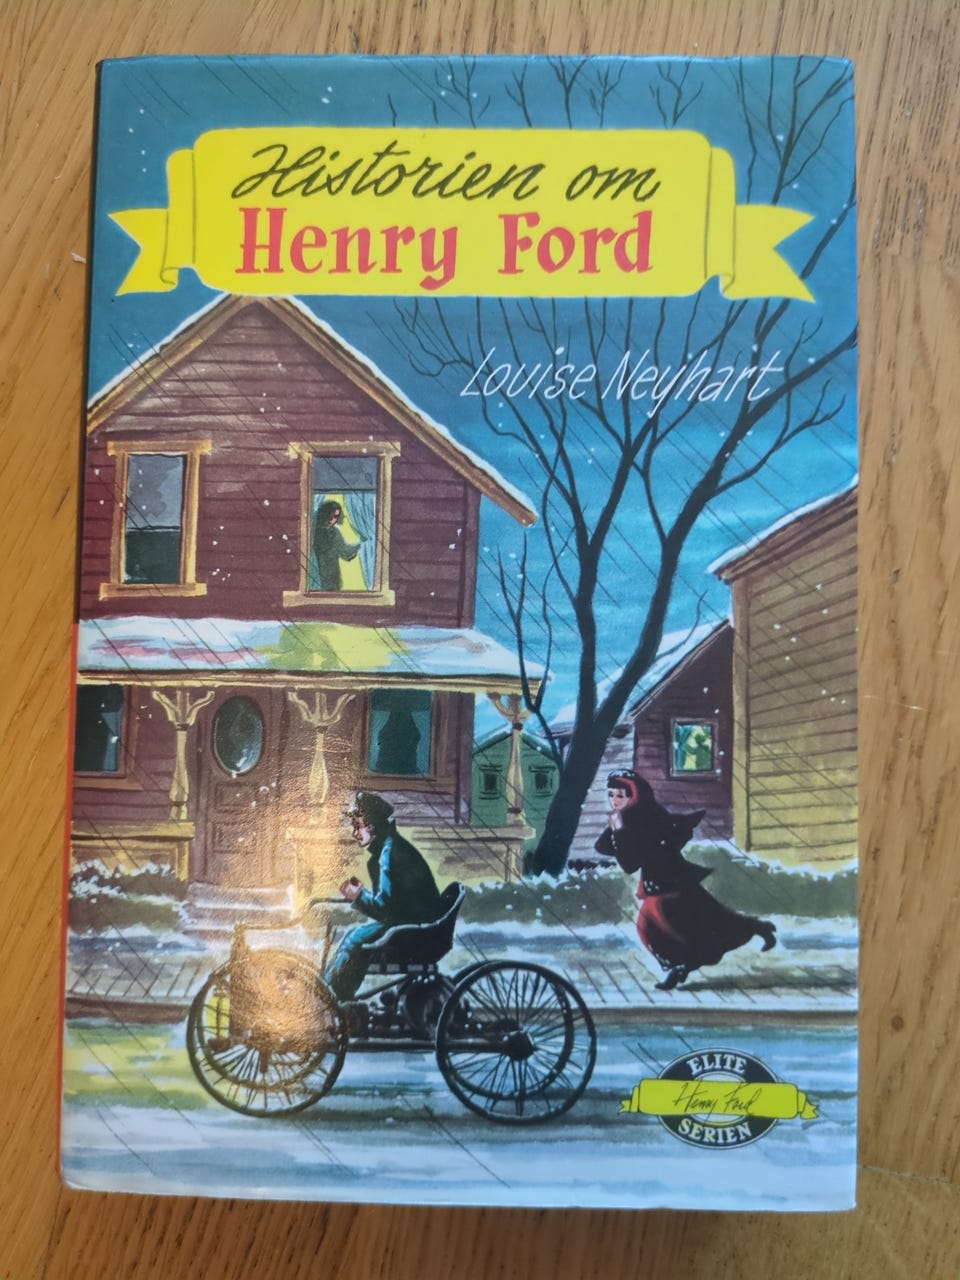 Historien om
Henry Ford
Louise Neyhart
ELITE
Henry Ford
SERIEN